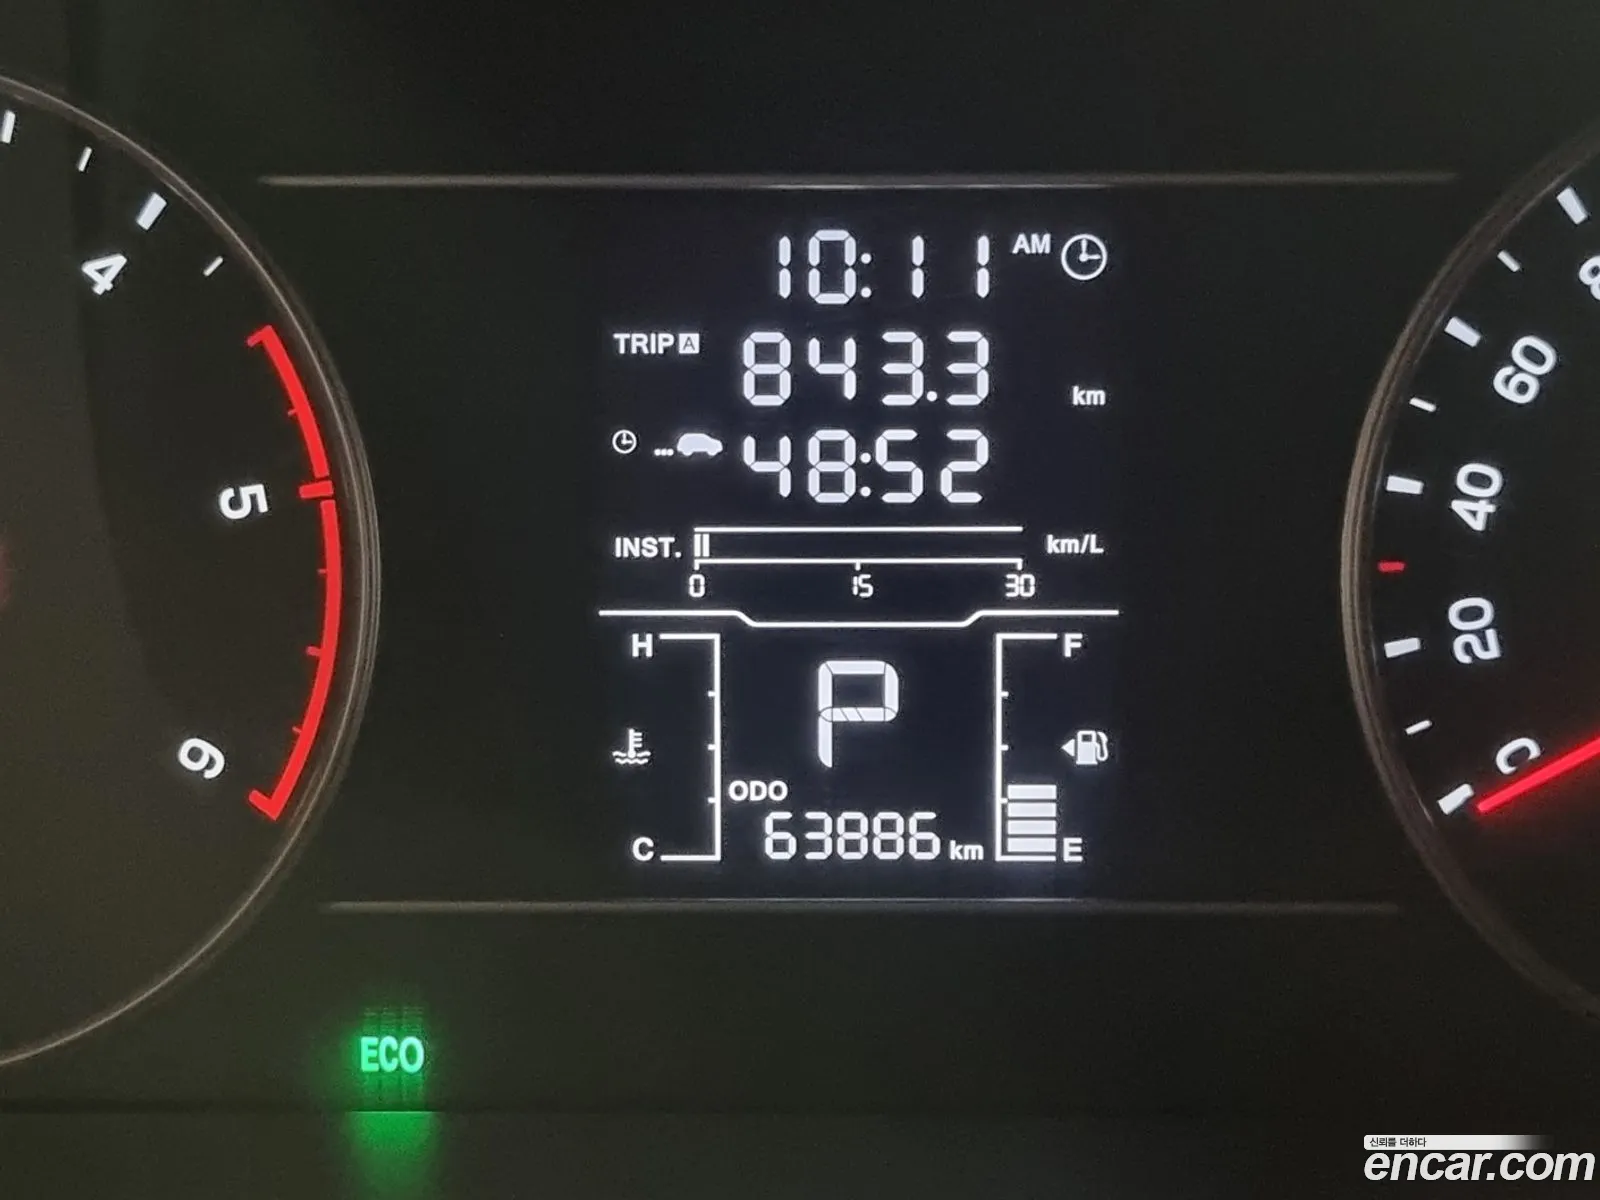 10:11 AM
TRIP A 843.3 km
48:52
INST. km/L
0 15 30
H F
P
ODO
63886 km
C E
4
5
6
60
40
20
0
ECO
신뢰를 더하다
encar.com